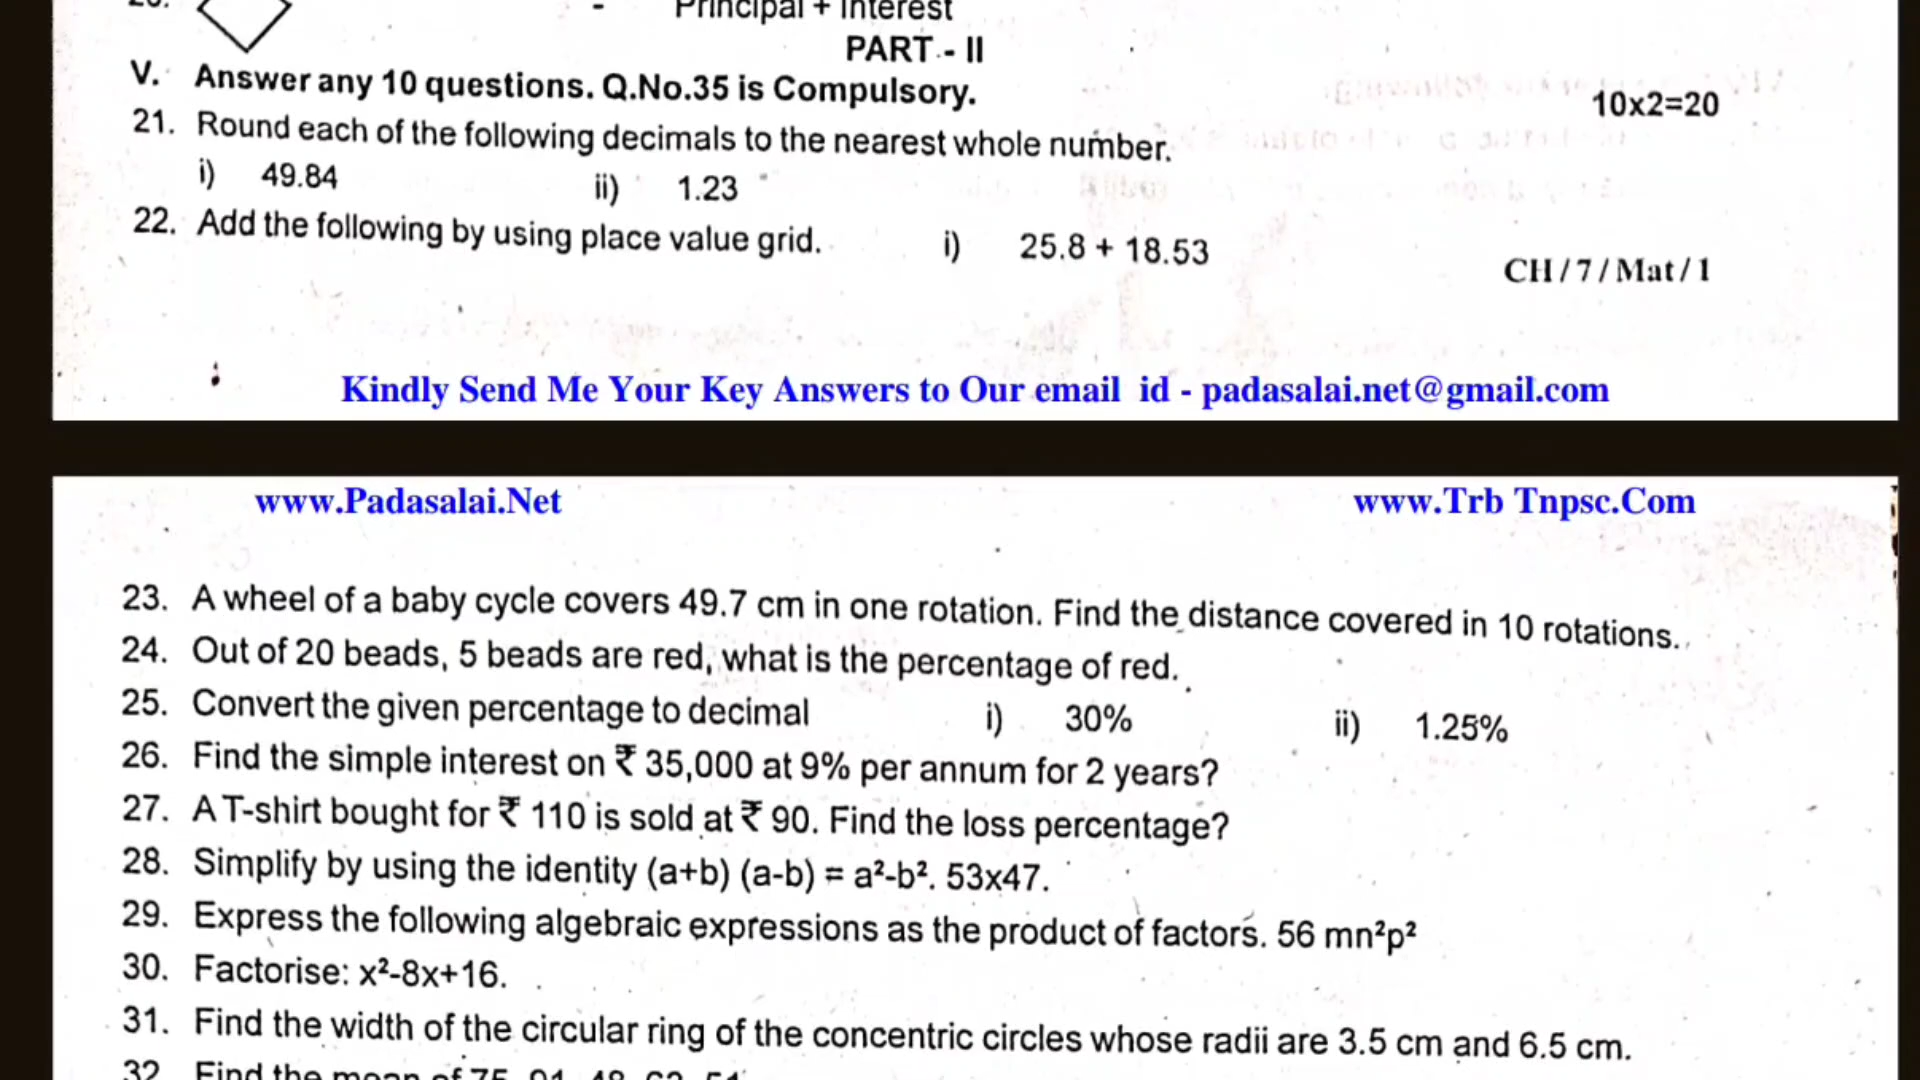 - Principal + Interest
PART - II
V. Answer any 10 questions. Q.No.35 is Compulsory. 10x2=20
21. Round each of the following decimals to the nearest whole number.
i) 49.84 ii) 1.23
22. Add the following by using place value grid. i) 25.8 + 18.53
CH / 7 / Mat / 1
Kindly Send Me Your Key Answers to Our email id - padasalai.net@gmail.com
www.Padasalai.Net www.Trb Tnpsc.Com
23. A wheel of a baby cycle covers 49.7 cm in one rotation. Find the distance covered in 10 rotations.
24. Out of 20 beads, 5 beads are red, what is the percentage of red.
25. Convert the given percentage to decimal i) 30% ii) 1.25%
26. Find the simple interest on ₹ 35,000 at 9% per annum for 2 years?
27. A T-shirt bought for ₹ 110 is sold at ₹ 90. Find the loss percentage?
28. Simplify by using the identity (a+b) (a-b) = a²-b². 53x47.
29. Express the following algebraic expressions as the product of factors. 56 mn²p²
30. Factorise: x²-8x+16.
31. Find the width of the circular ring of the concentric circles whose radii are 3.5 cm and 6.5 cm.
32. Find the mean of 75,